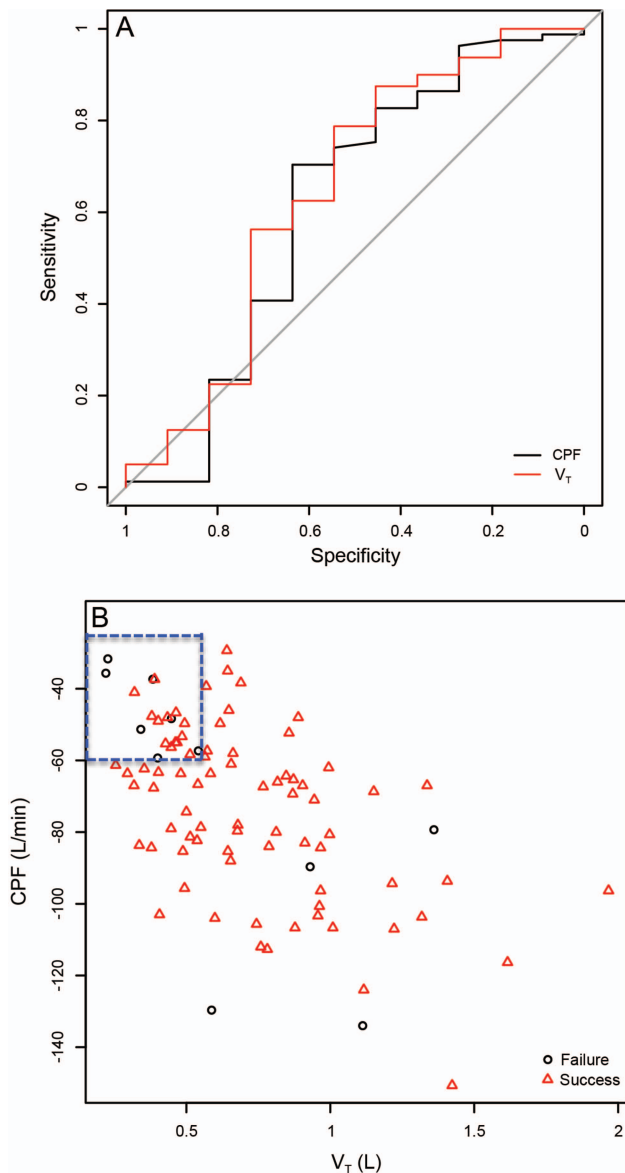 A
1
0.8
0.6
0.4
0.2
0
Sensitivity
CPF
V_T
1 0.8 0.6 0.4 0.2 0
Specificity
B
-40
-60
-80
-100
-120
-140
CPF (L/min)
Failure
Success
0.5 1 1.5 2
V_T (L)